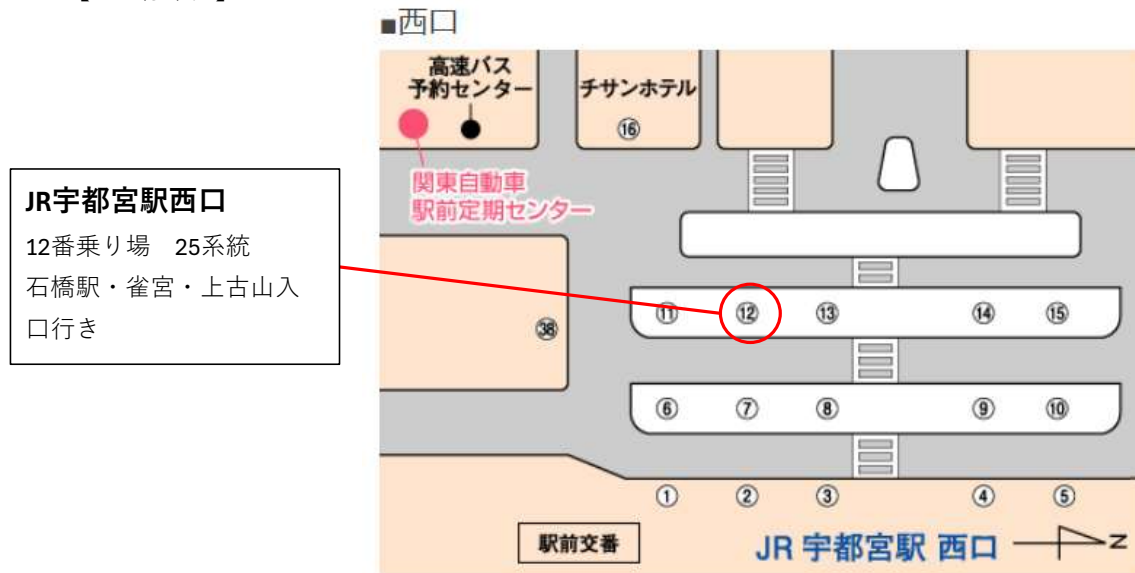 ■西口
高速バス
予約センター
チサンホテル
⑯
関東自動車
駅前定期センター
JR宇都宮駅西口
12番乗り場　25系統
石橋駅・雀宮・上古山入
口行き
⑪ ⑫ ⑬ ⑭ ⑮
㊳
⑥ ⑦ ⑧ ⑨ ⑩
① ② ③ ④ ⑤
駅前交番
JR 宇都宮駅 西口
N